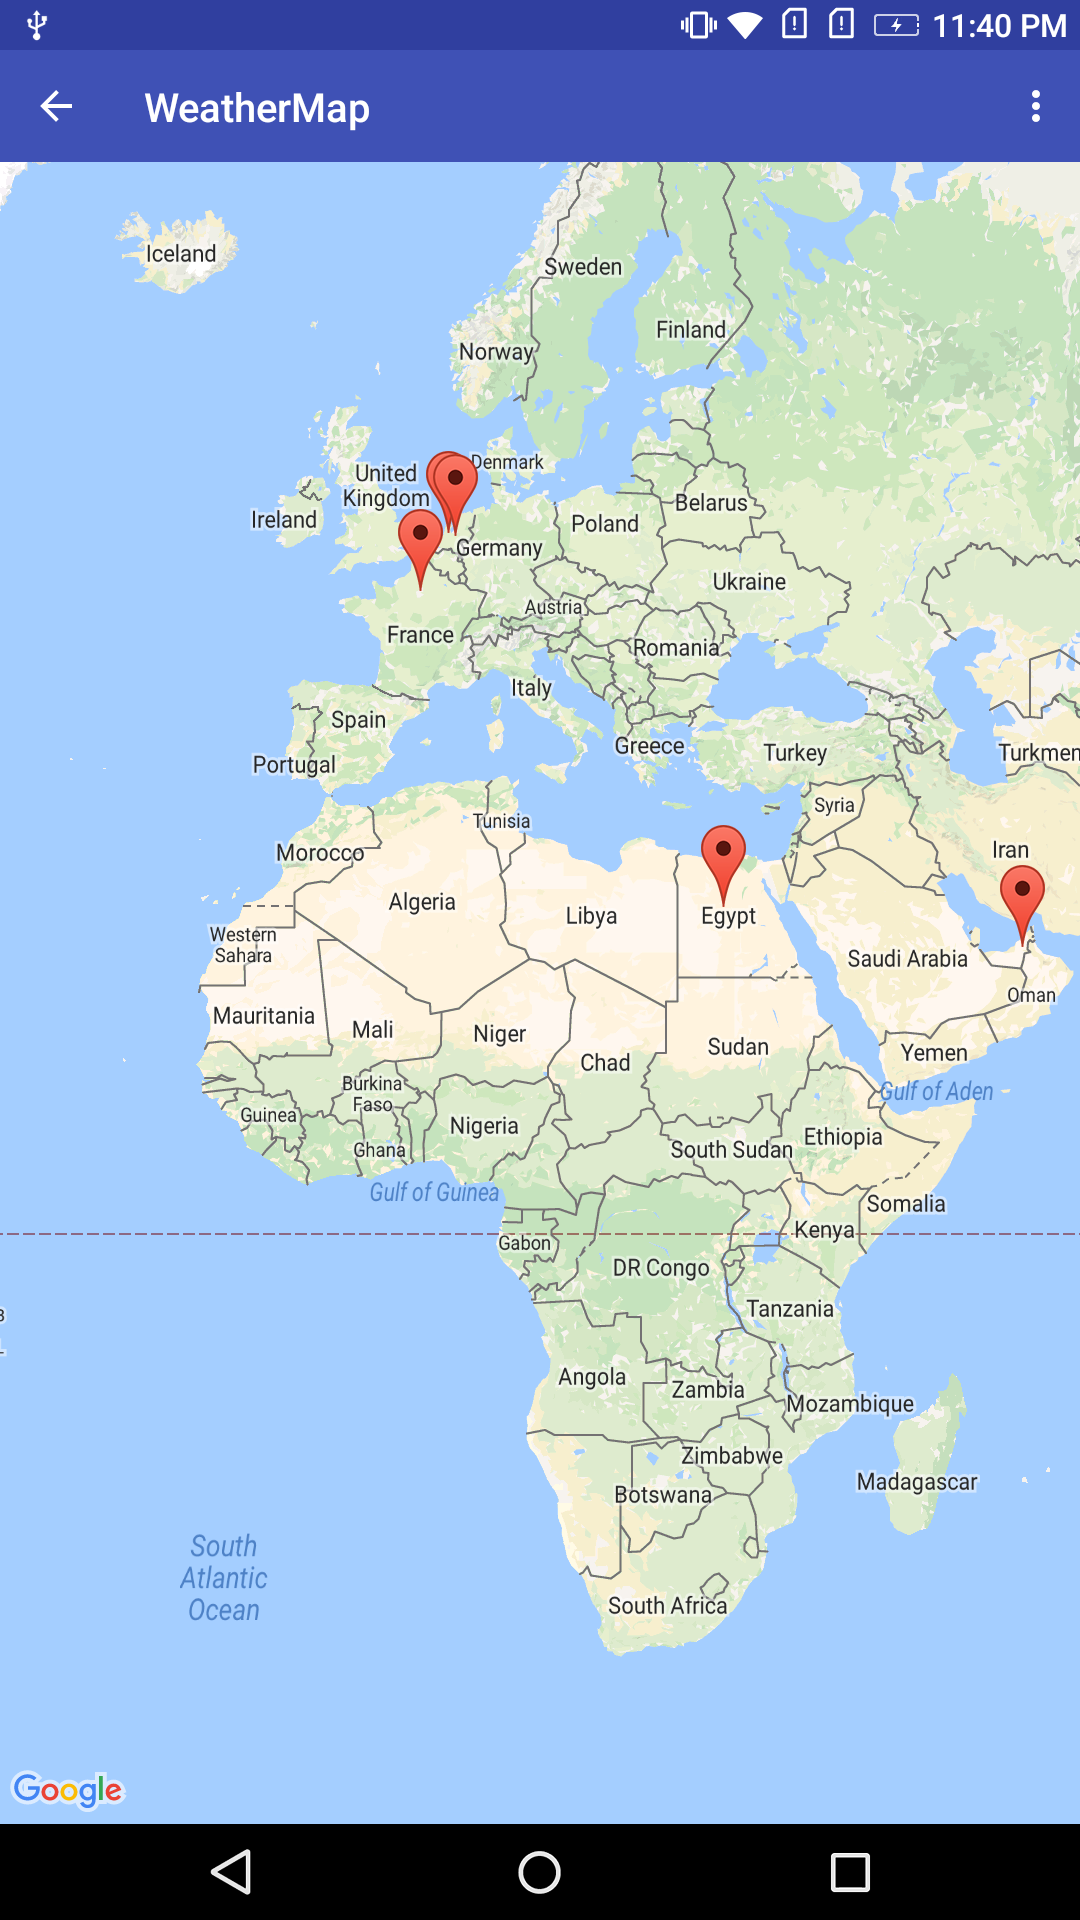 11:40 PM
WeatherMap
Iceland
Sweden
Finland
Norway
Denmark
United
Kingdom
Ireland
Belarus
Poland
Germany
Ukraine
Austria
France
Romania
Italy
Spain
Greece
Turkey
Turkmen
Portugal
Syria
Tunisia
Morocco
Iran
Algeria
Libya
Egypt
Western
Sahara
Saudi Arabia
Oman
Mauritania
Mali
Niger
Chad
Sudan
Yemen
Gulf of Aden
Burkina
Faso
Guinea
Nigeria
Ghana
South Sudan
Ethiopia
Gulf of Guinea
Somalia
Kenya
Gabon
DR Congo
Tanzania
Angola
Zambia
Mozambique
Zimbabwe
Botswana
Madagascar
South
Atlantic
Ocean
South Africa
Google